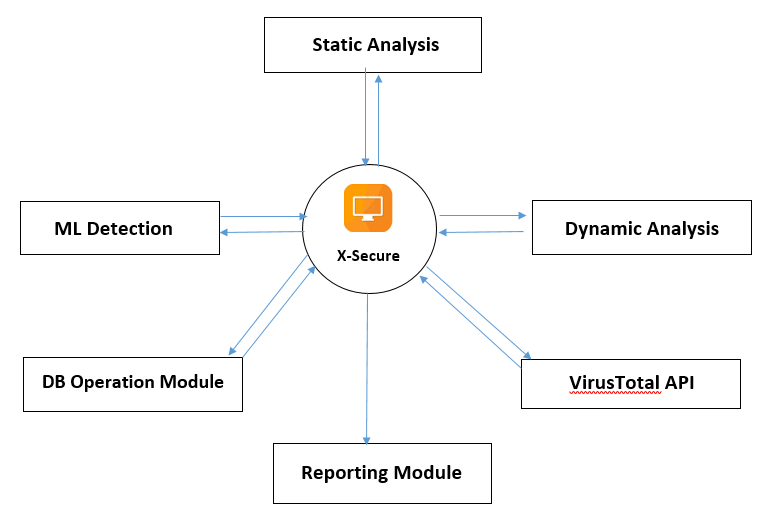 Static Analysis
ML Detection
X-Secure
Dynamic Analysis
DB Operation Module
VirusTotal API
Reporting Module